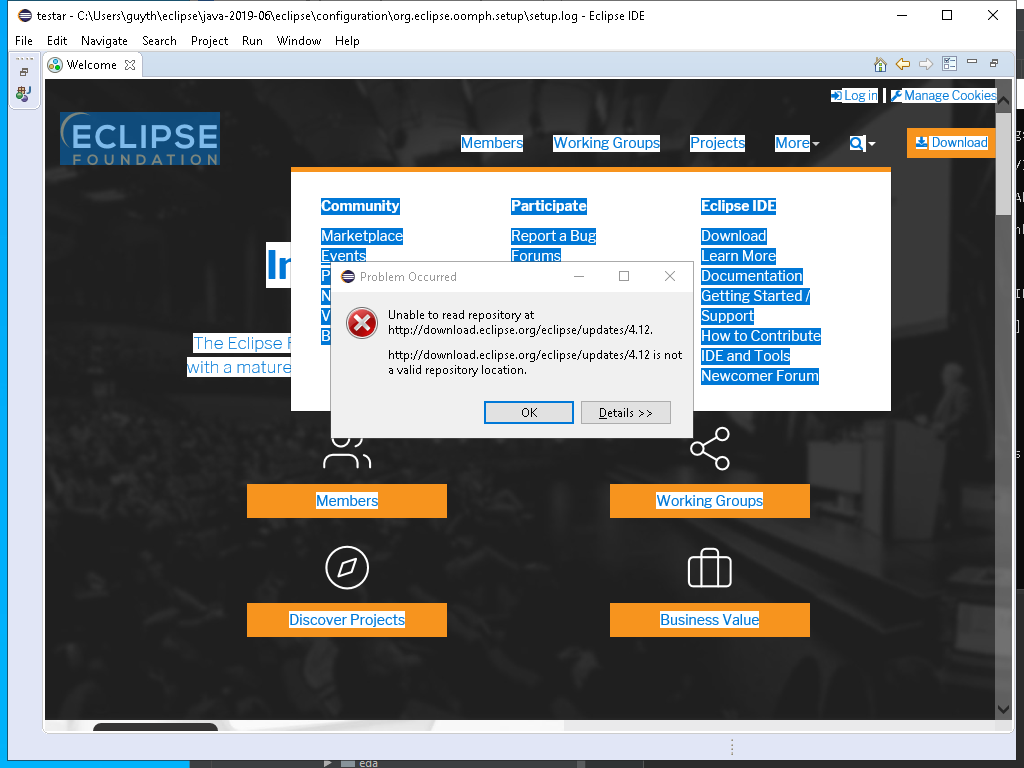 testar - C:\Users\guyth\eclipse\java-2019-06\eclipse\configuration\org.eclipse.oomph.setup\setup.log - Eclipse IDE
File Edit Navigate Search Project Run Window Help
Welcome
Log in Manage Cookies
ECLIPSE
FOUNDATION
Members Working Groups Projects More Download
Community Participate Eclipse IDE
Marketplace Report a Bug Download
Events Forums Learn More
Documentation
Getting Started /
Support
How to Contribute
IDE and Tools
Newcomer Forum
The Eclipse
with a mature
Problem Occurred
Unable to read repository at
http://download.eclipse.org/eclipse/updates/4.12.
http://download.eclipse.org/eclipse/updates/4.12 is not
a valid repository location.
OK Details >>
Members Working Groups
Discover Projects Business Value
eda